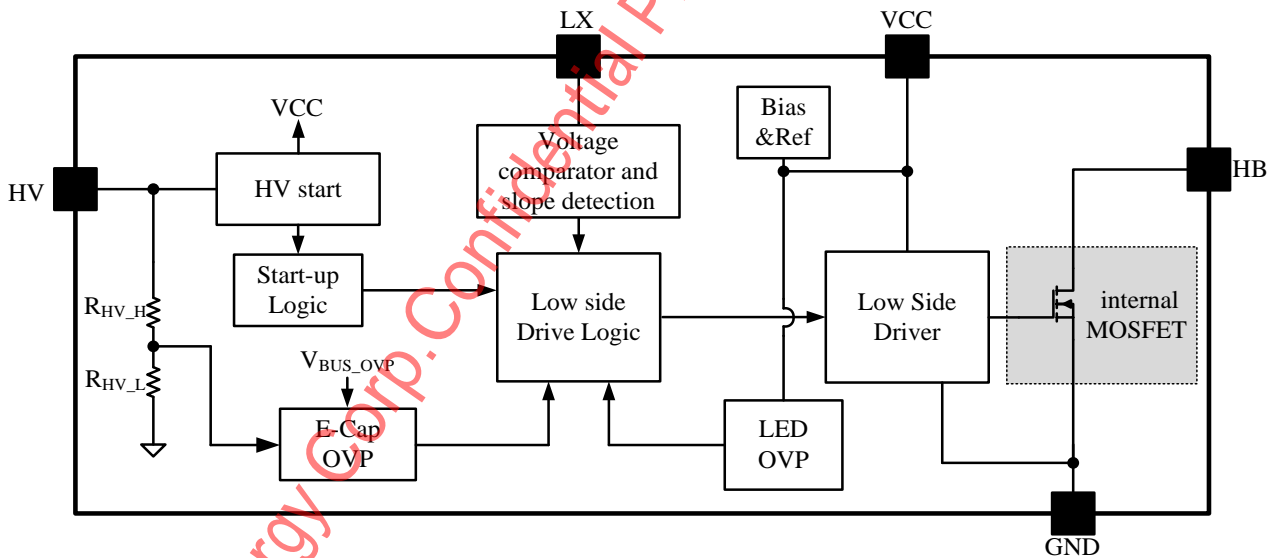 LX
VCC
HV
HB
GND
VCC
HV start
Start-up
Logic
Voltage
comparator and
slope detection
Bias
&Ref
Low side
Drive Logic
Low Side
Driver
internal
MOSFET
R_HV_H
R_HV_L
V_BUS_OVP
E-Cap
OVP
LED
OVP
ergy Corp.Confidential P